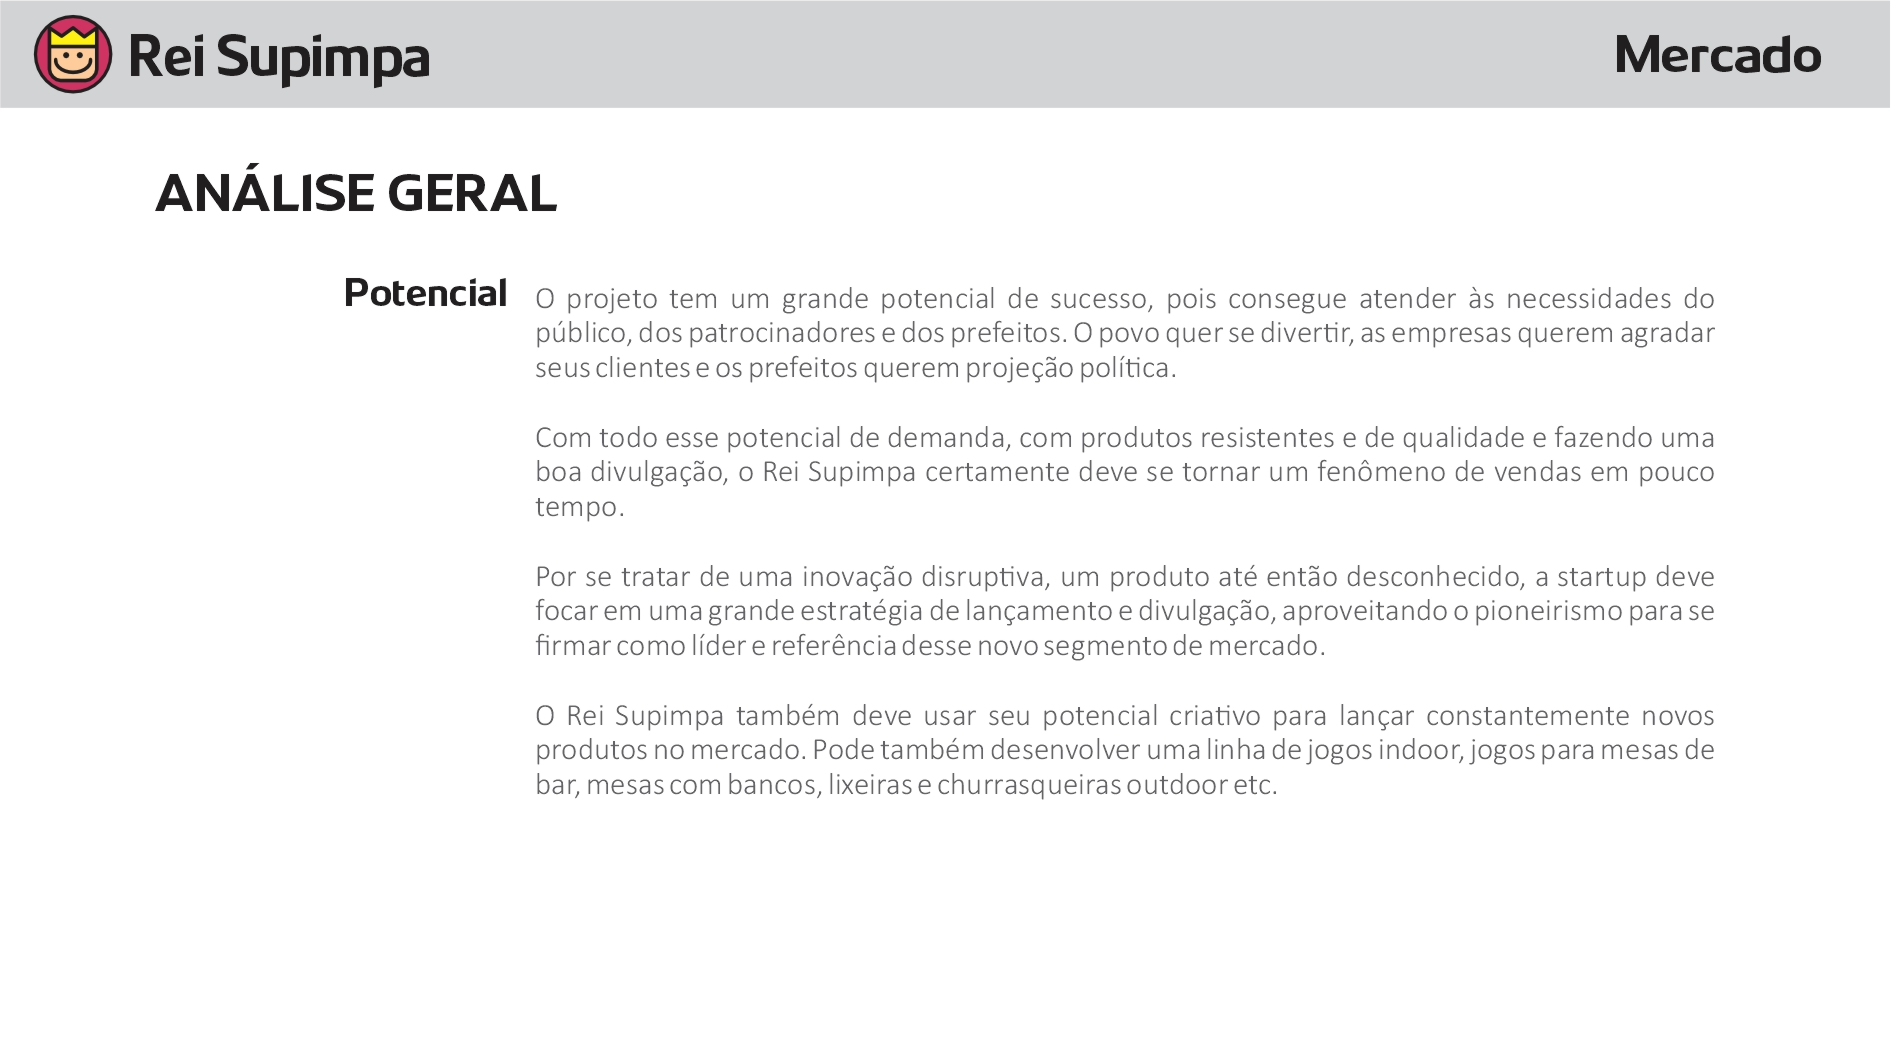 Rei Supimpa
Mercado
ANÁLISE GERAL
Potencial
O projeto tem um grande potencial de sucesso, pois consegue atender às necessidades do
público, dos patrocinadores e dos prefeitos. O povo quer se divertir, as empresas querem agradar
seus clientes e os prefeitos querem projeção política.
Com todo esse potencial de demanda, com produtos resistentes e de qualidade e fazendo uma
boa divulgação, o Rei Supimpa certamente deve se tornar um fenômeno de vendas em pouco
tempo.
Por se tratar de uma inovação disruptiva, um produto até então desconhecido, a startup deve
focar em uma grande estratégia de lançamento e divulgação, aproveitando o pioneirismo para se
firmar como líder e referência desse novo segmento de mercado.
O Rei Supimpa também deve usar seu potencial criativo para lançar constantemente novos
produtos no mercado. Pode também desenvolver uma linha de jogos indoor, jogos para mesas de
bar, mesas com bancos, lixeiras e churrasqueiras outdoor etc.